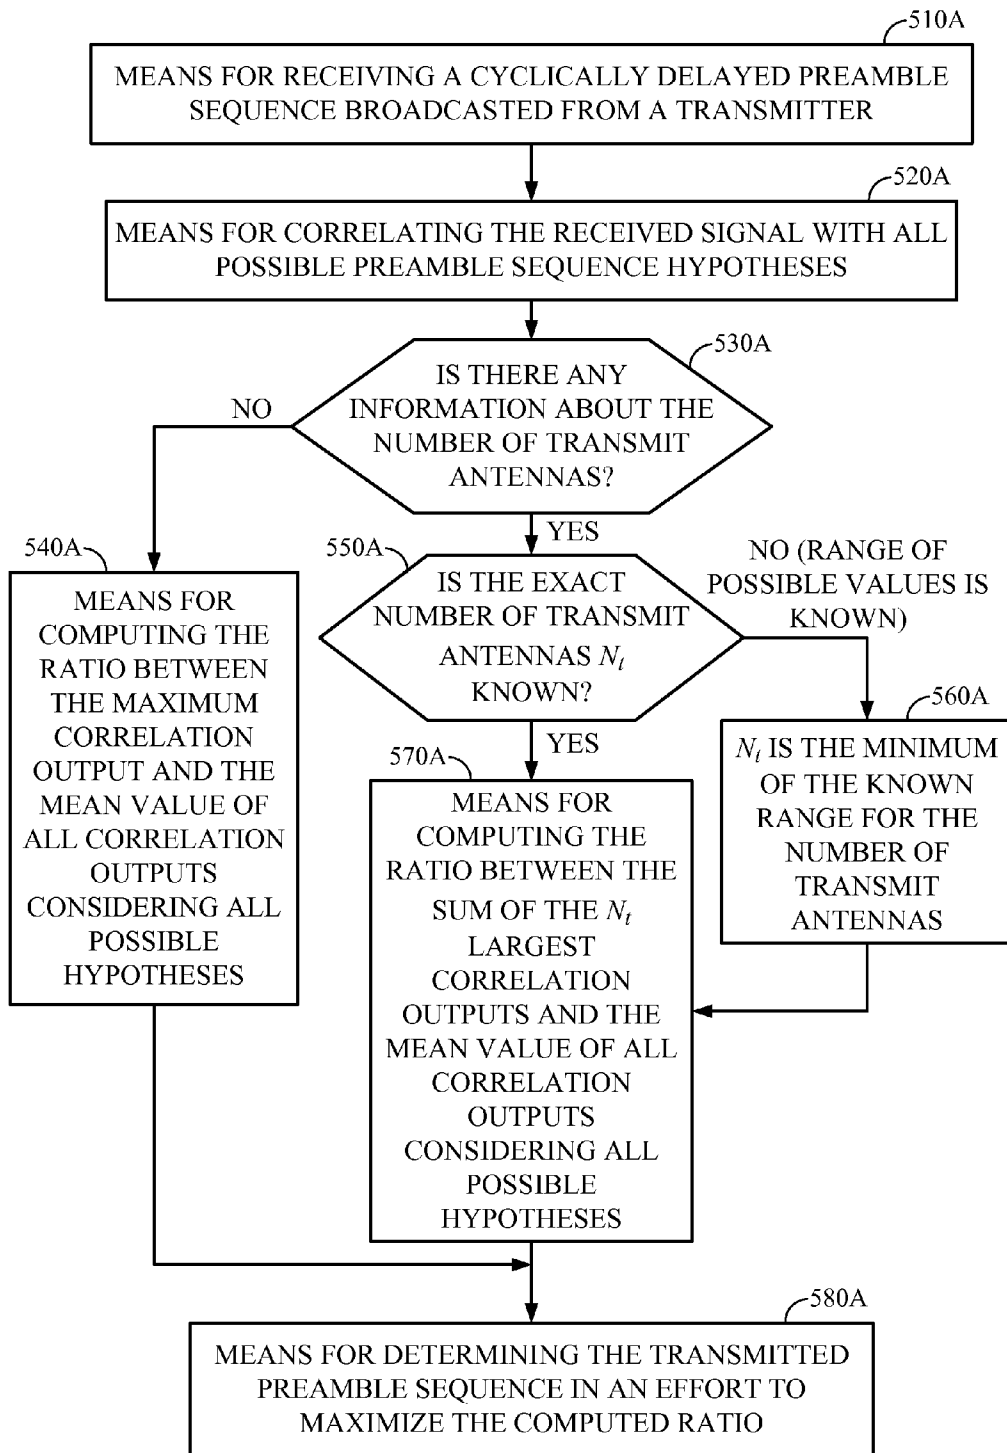 510A
MEANS FOR RECEIVING A CYCLICALLY DELAYED PREAMBLE
SEQUENCE BROADCASTED FROM A TRANSMITTER
520A
MEANS FOR CORRELATING THE RECEIVED SIGNAL WITH ALL
POSSIBLE PREAMBLE SEQUENCE HYPOTHESES
530A
IS THERE ANY
INFORMATION ABOUT THE
NUMBER OF TRANSMIT
ANTENNAS?
NO
YES
540A
MEANS FOR
COMPUTING THE
RATIO BETWEEN
THE MAXIMUM
CORRELATION
OUTPUT AND THE
MEAN VALUE OF
ALL CORRELATION
OUTPUTS
CONSIDERING ALL
POSSIBLE
HYPOTHESES
550A
IS THE EXACT
NUMBER OF TRANSMIT
ANTENNAS Nt
KNOWN?
NO (RANGE OF
POSSIBLE VALUES IS
KNOWN)
YES
560A
Nt IS THE MINIMUM
OF THE KNOWN
RANGE FOR THE
NUMBER OF
TRANSMIT
ANTENNAS
570A
MEANS FOR
COMPUTING THE
RATIO BETWEEN THE
SUM OF THE Nt
LARGEST
CORRELATION
OUTPUTS AND THE
MEAN VALUE OF ALL
CORRELATION
OUTPUTS
CONSIDERING ALL
POSSIBLE
HYPOTHESES
580A
MEANS FOR DETERMINING THE TRANSMITTED
PREAMBLE SEQUENCE IN AN EFFORT TO
MAXIMIZE THE COMPUTED RATIO